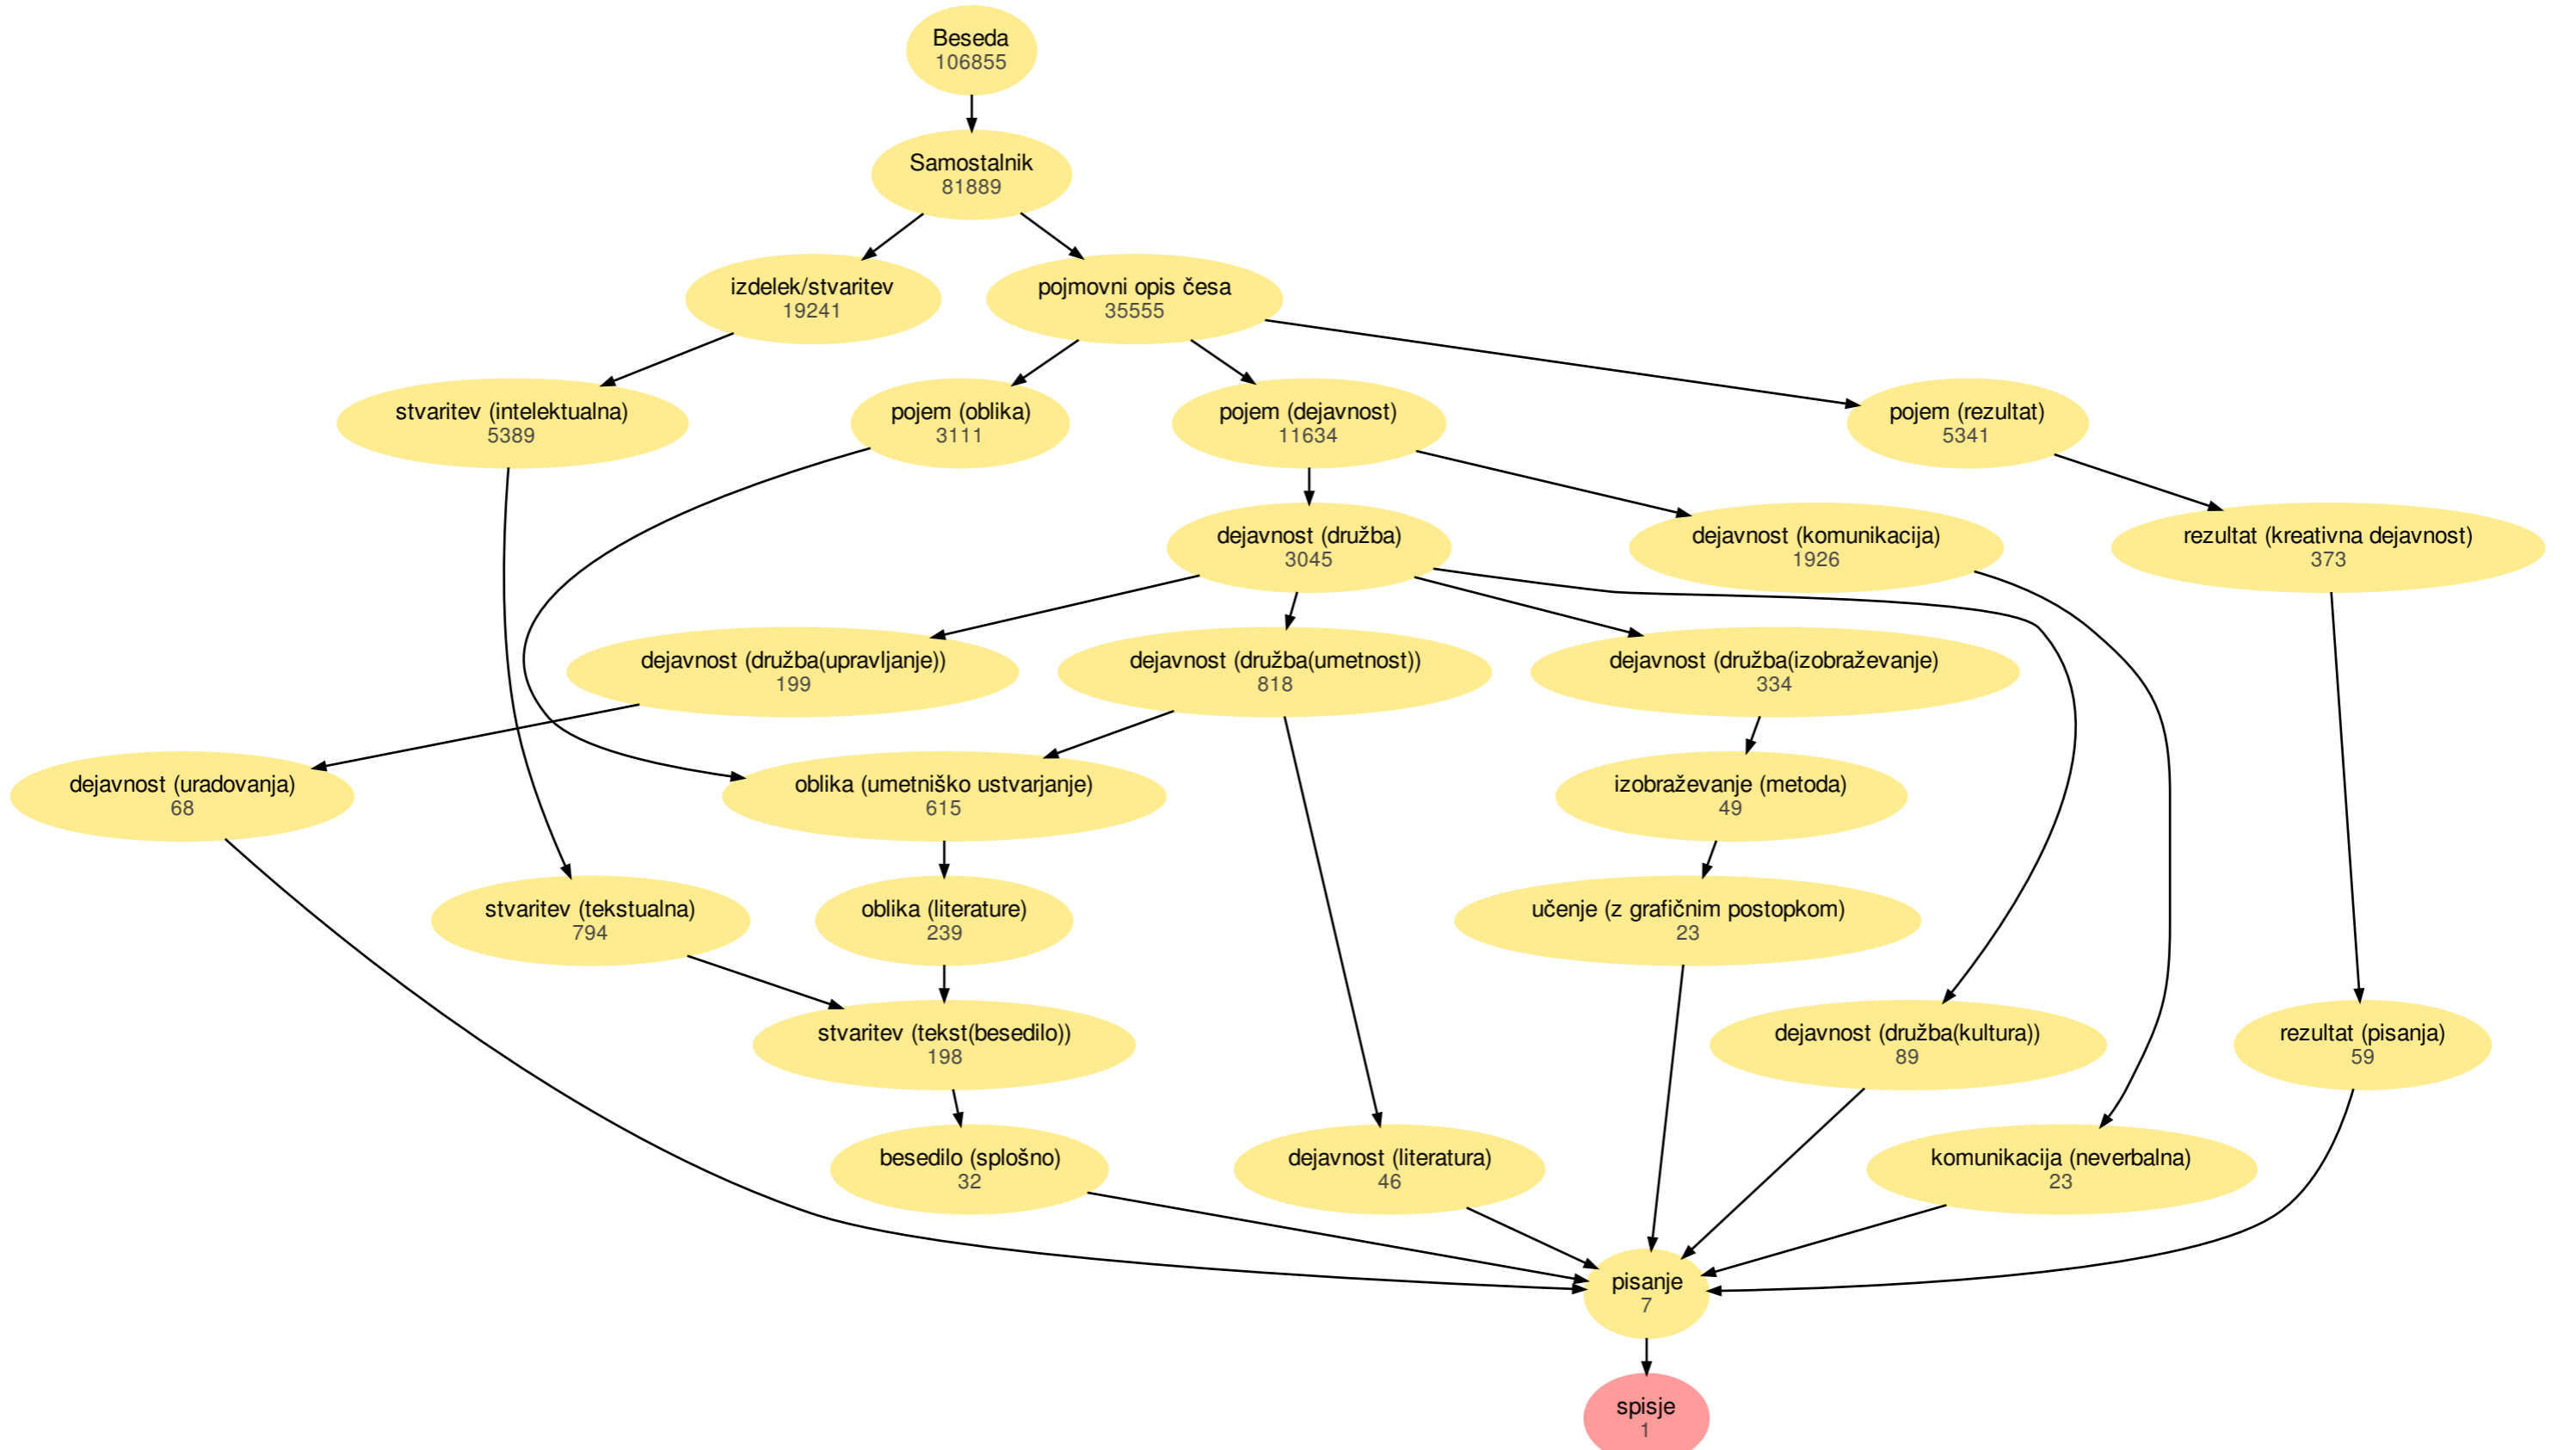 Beseda
106855
Samostalnik
81889
izdelek/stvaritev
19241
pojmovni opis česa
35555
stvaritev (intelektualna)
5389
pojem (oblika)
3111
pojem (dejavnost)
11634
pojem (rezultat)
5341
dejavnost (družba)
3045
dejavnost (komunikacija)
1926
rezultat (kreativna dejavnost)
373
dejavnost (družba(upravljanje))
199
dejavnost (družba(umetnost))
818
dejavnost (družba(izobraževanje)
334
dejavnost (uradovanja)
68
oblika (umetniško ustvarjanje)
615
izobraževanje (metoda)
49
stvaritev (tekstualna)
794
oblika (literature)
239
učenje (z grafičnim postopkom)
23
stvaritev (tekst(besedilo))
198
dejavnost (družba(kultura))
89
rezultat (pisanja)
59
besedilo (splošno)
32
dejavnost (literatura)
46
komunikacija (neverbalna)
23
pisanje
7
spisje
1